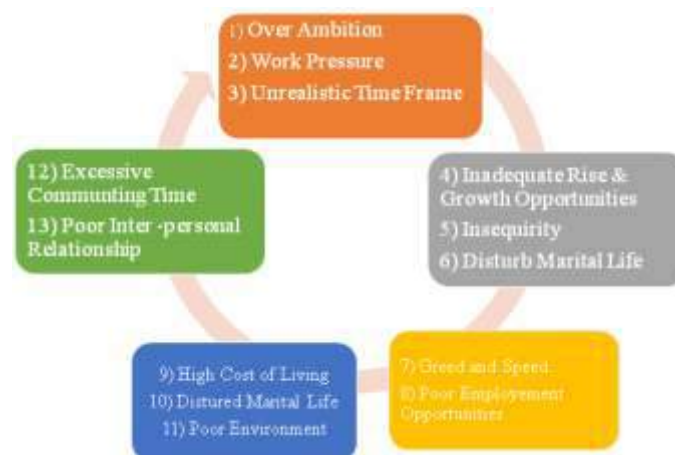 1) Over Ambition
2) Work Pressure
3) Unrealistic Time Frame
4) Inadequate Rise &
Growth Opportunities
5) Insequirity
6) Disturb Marital Life
7) Greed and Speed
8) Poor Employement
Opportunities
9) High Cost of Living
10) Distured Marital Life
11) Poor Environment
12) Excessive
Communting Time
13) Poor Inter -personal
Relationship